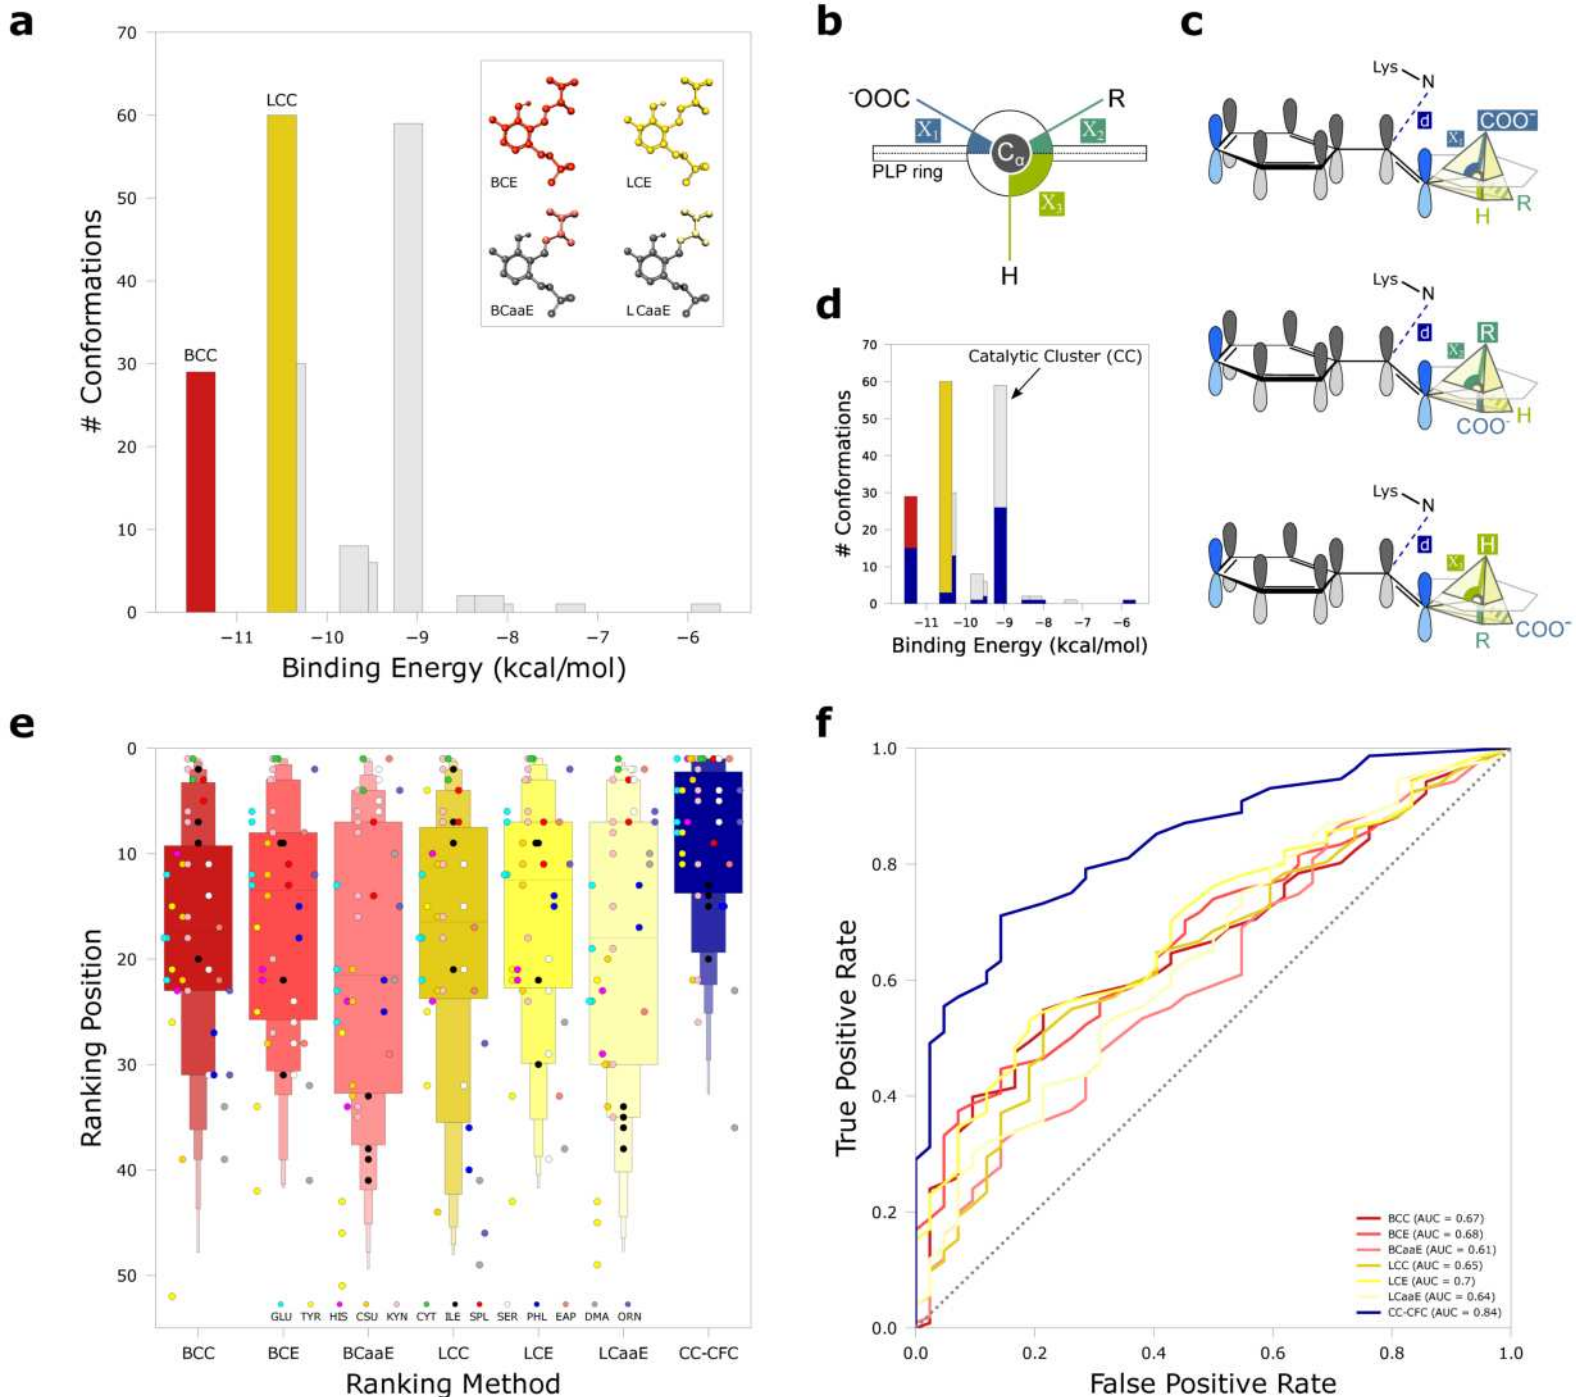 a
70
60
50
40
30
20
10
0
# Conformations
BCC
LCC
BCE
LCE
BCaaE
LCaaE
−11
−10
−9
−8
−7
−6
Binding Energy (kcal/mol)
b
⁻OOC
R
X₁
X₂
Cα
PLP ring
X₃
H
c
Lys
N
d
X₁
COO⁻
H
R
Lys
N
d
X₂
R
H
COO⁻
Lys
N
d
H
COO⁻
R
d
70
60
50
40
30
20
10
0
# Conformations
Catalytic Cluster (CC)
−11
−10
−9
−8
−7
−6
Binding Energy (kcal/mol)
e
0
10
20
30
40
50
Ranking Position
GLU TYR HIS CSU KYN CYT ILE SPL SER PHL EAP DMA ORN
BCC
BCE
BCaaE
LCC
LCE
LCaaE
CC-CFC
Ranking Method
f
1.0
0.8
0.6
0.4
0.2
0.0
True Positive Rate
BCC (AUC = 0.67)
BCE (AUC = 0.68)
BCaaE (AUC = 0.61)
LCC (AUC = 0.65)
LCE (AUC = 0.7)
LCaaE (AUC = 0.64)
CC-CFC (AUC = 0.84)
0.0
0.2
0.4
0.6
0.8
1.0
False Positive Rate